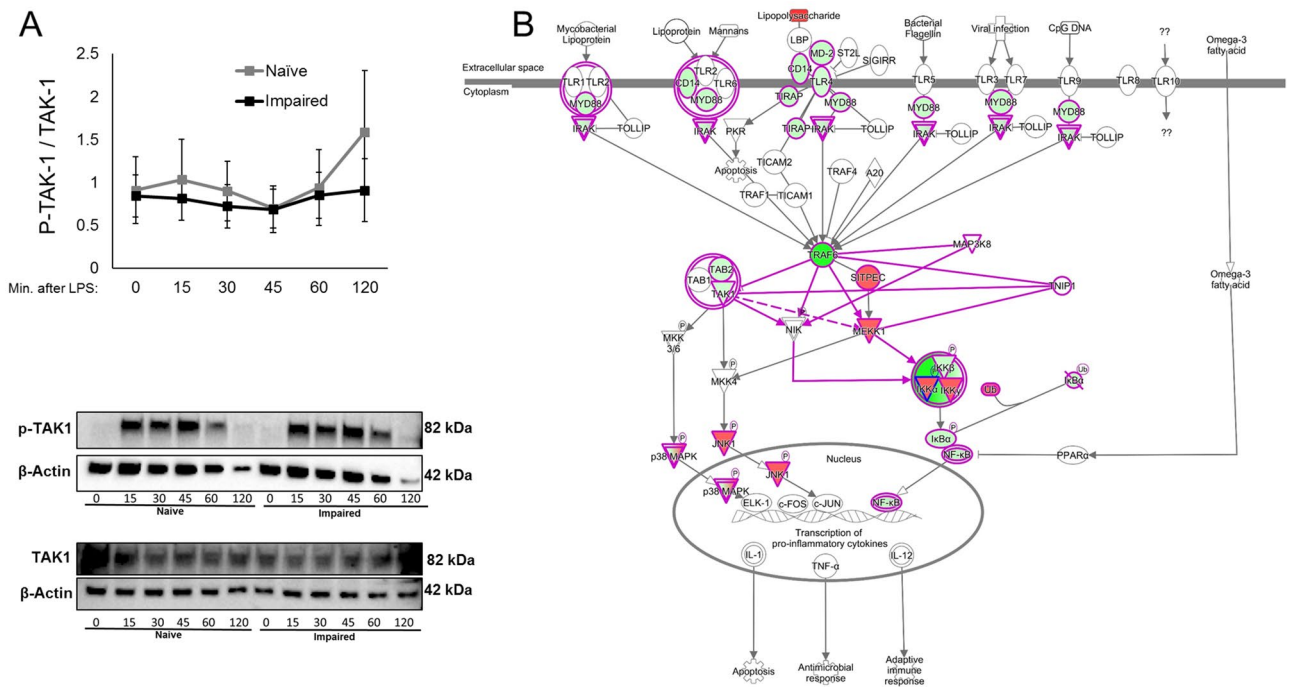 A
2.5
2
1.5
1
0.5
0
P-TAK-1 / TAK-1
Naïve
Impaired
Min. after LPS: 0 15 30 45 60 120
p-TAK1 82 kDa
β-Actin 42 kDa
0 15 30 45 60 120 0 15 30 45 60 120
Naive Impaired
TAK1 82 kDa
β-Actin 42 kDa
0 15 30 45 60 120 0 15 30 45 60 120
Naive Impaired
B
Mycobacterial
Lipoprotein
Lipoprotein
Mannans
Lipopolysaccharide
LBP
MD-2
ST2L
SIGIRR
Bacterial
Flagellin
Viral infection
CpG DNA
??
Omega-3
fatty acid
Extracellular space
Cytoplasm
TLR1 TLR2
MYD88
IRAK
TOLLIP
CD14
TLR2
TLR6
MYD88
IRAK
CD14
TLR4
TIRAP
MYD88
PKR
TIRAP
IRAK
TOLLIP
Apoptosis
TICAM2
TRAF1
TICAM1
TRAF4
A20
TLR5
MYD88
IRAK
TOLLIP
TLR3 TLR7
MYD88
IRAK
TOLLIP
TLR9
MYD88
IRAK
TOLLIP
TLR8
TLR10
??
TRAF6
MAP3K8
TAB2
TAB1
TAK1
SITPEC
TNIP1
Omega-3
fatty acid
P
MKK
3/6
P
NIK
MEKK1
P
MKK4
P
IKKβ
IKKα
IKKγ
Ub
Ub
IκBα
P
JNK1
P
IκBα
P
p38 MAPK
NF-κB
PPARα
Nucleus
P
JNK1
P
p38 MAPK
ELK-1
c-FOS
c-JUN
NF-κB
Transcription of
pro-inflammatory cytokines
IL-1
TNF-α
IL-12
Apoptosis
Antimicrobial
response
Adaptive
immune
response